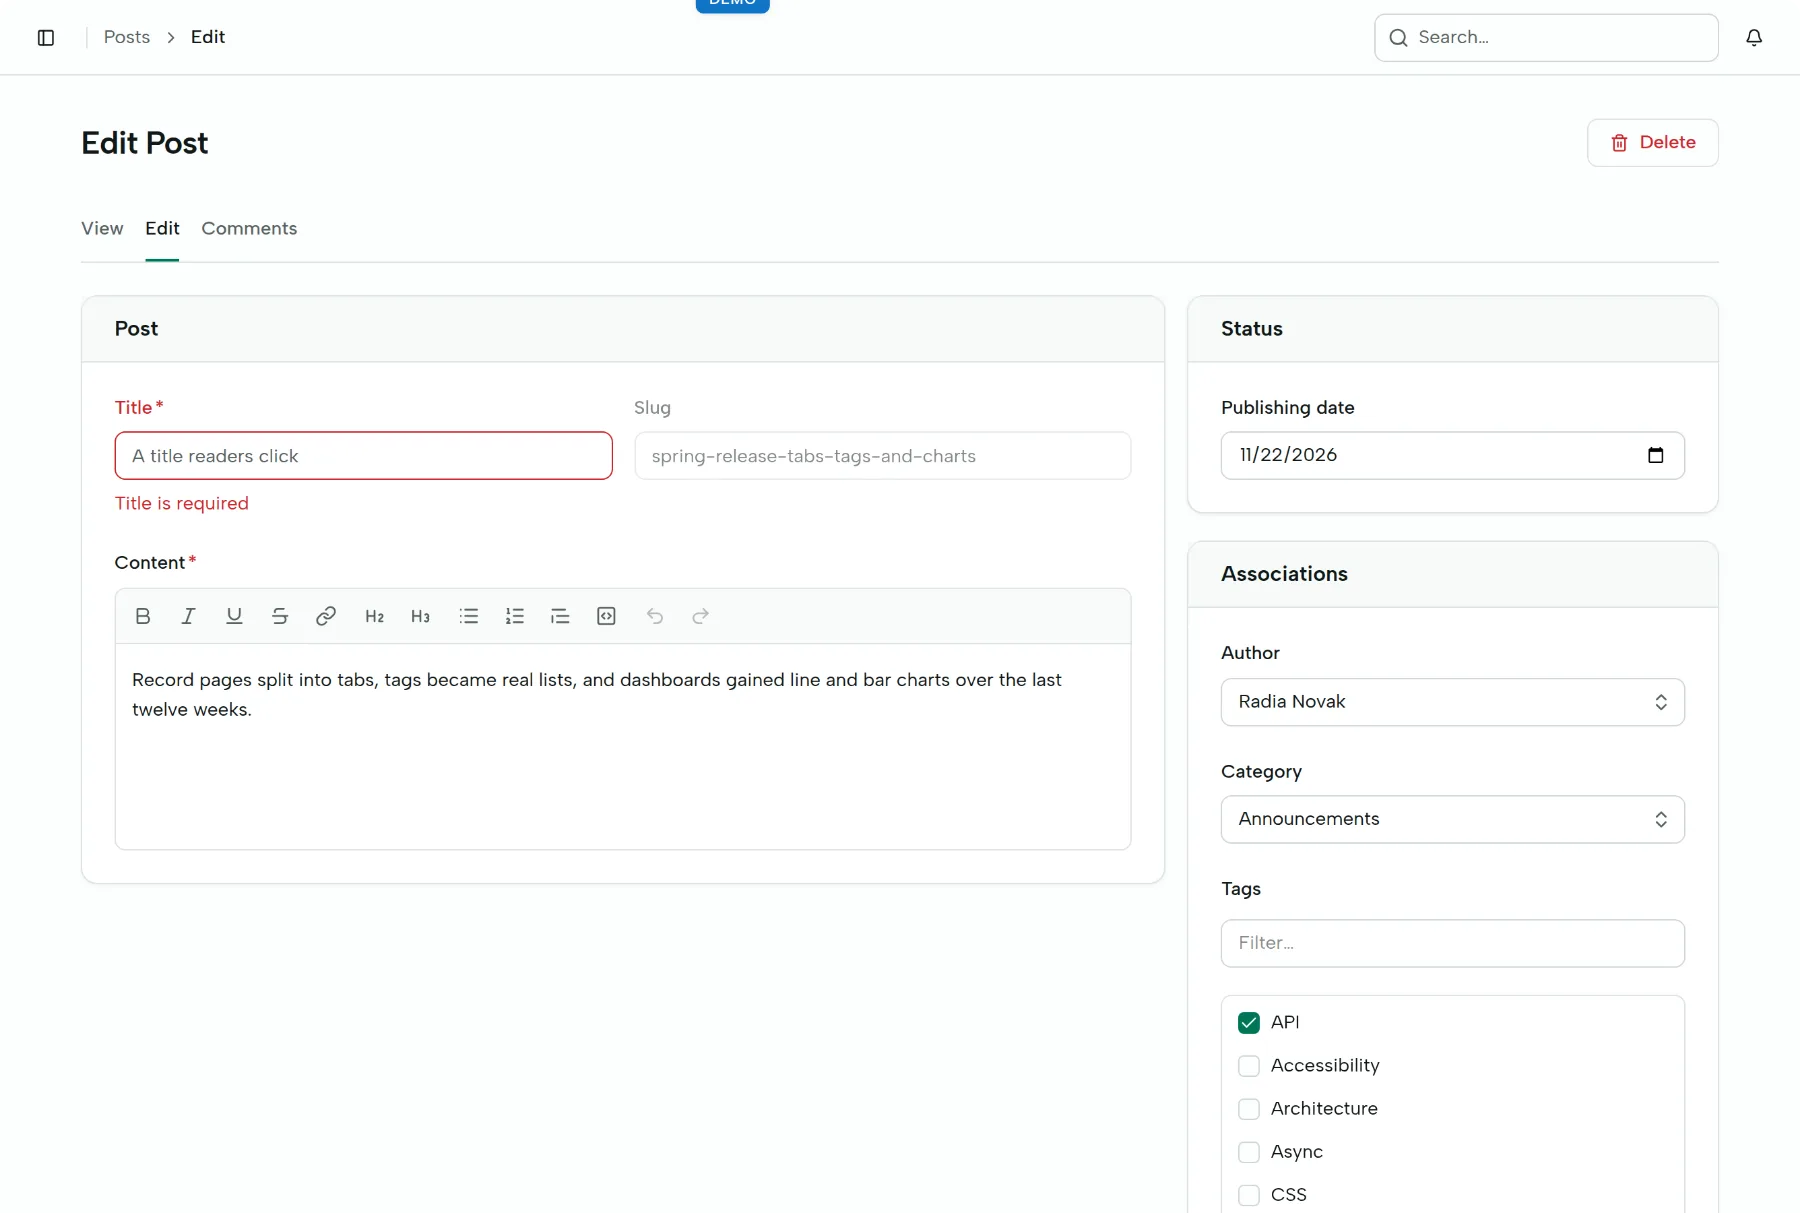 DEMO
Posts > Edit
Search...
Edit Post
Delete
View Edit Comments
Post
Title*
A title readers click
Title is required
Slug
spring-release-tabs-tags-and-charts
Content*
B I U S H2 H3
Record pages split into tabs, tags became real lists, and dashboards gained line and bar charts over the last
twelve weeks.
Status
Publishing date
11/22/2026
Associations
Author
Radia Novak
Category
Announcements
Tags
Filter...
API
Accessibility
Architecture
Async
CSS